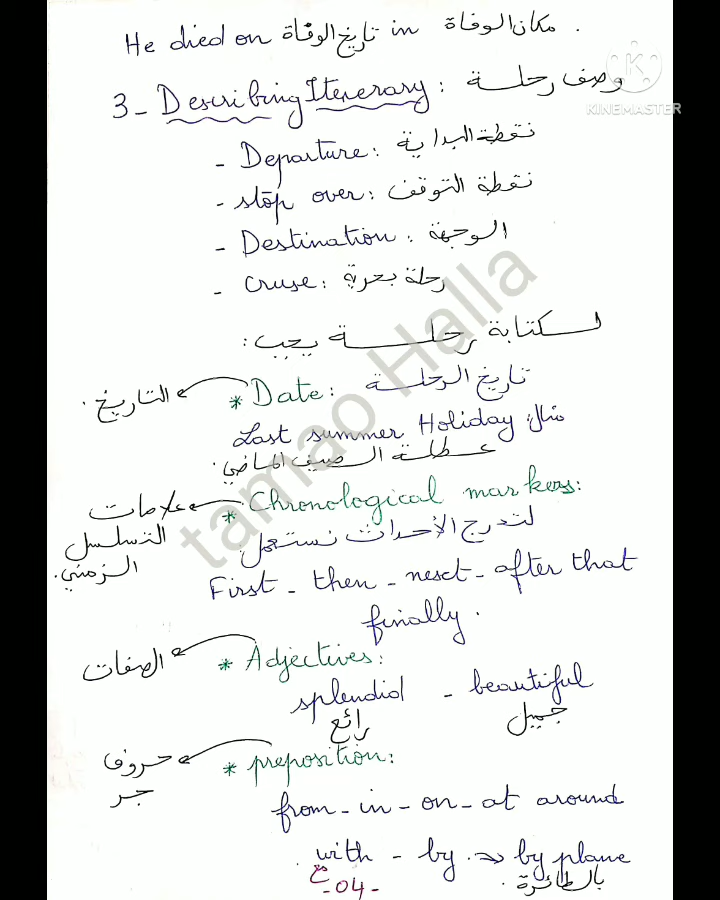 He died on تاريخ الوفاة in مكان الوفاة .
KINEMASTER
3- Describing Itenerary : وصف رحلة
- Departure : نقطة البداية
- stop over : نقطة التوقف
- Destination : الوجهة
- cruse : رحلة بحرية
لكتابة رحلة يجب :
* Date : تاريخ الرحلة
التاريخ .
Last summer Holiday مثال
عطلة الصيف الماضي .
* Chronological markers :
علامات التسلسل الزمني .
لتدرج الأحداث نستعمل :
First - then - next - after that
finally .
* Adjectives :
الصفات
splendid - beautiful
رائع جميل
* preposition :
حروف جر
from - in - on - at around
with - by . → by plane
بالطائرة .
- 04 -
tamao Halla